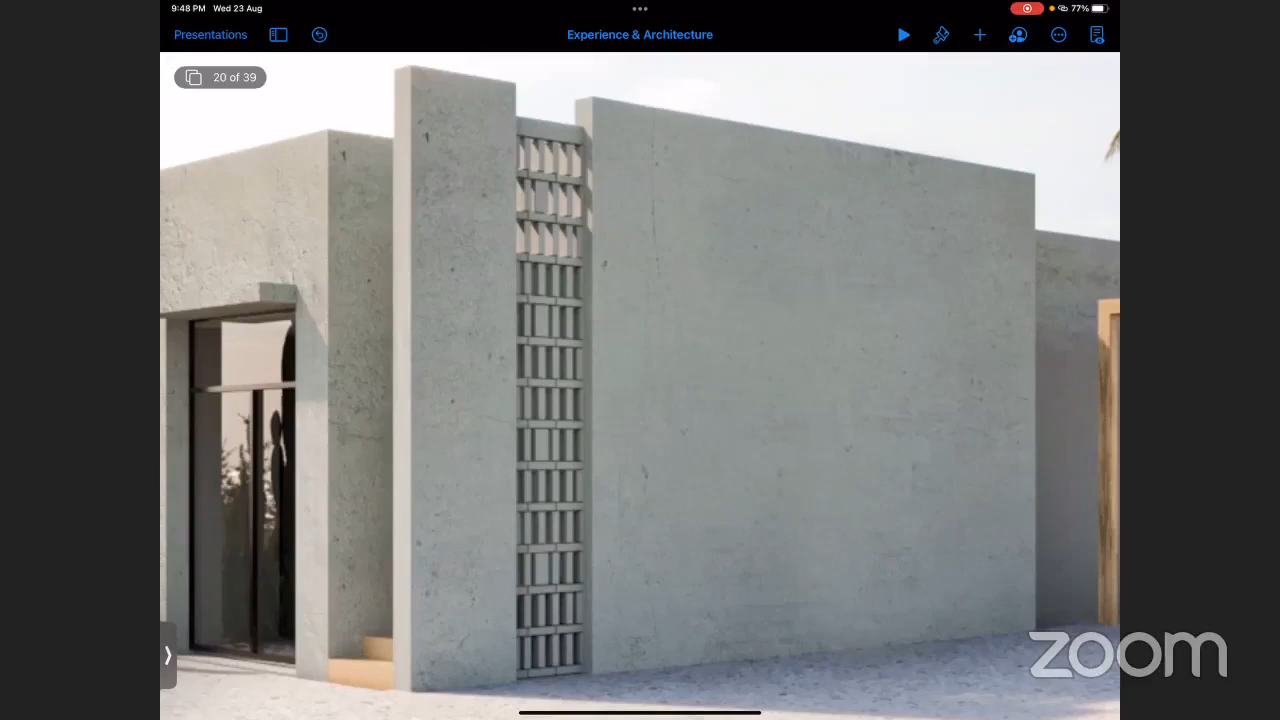 9:48 PM Wed 23 Aug
77%
Presentations
Experience & Architecture
20 of 39
zoom